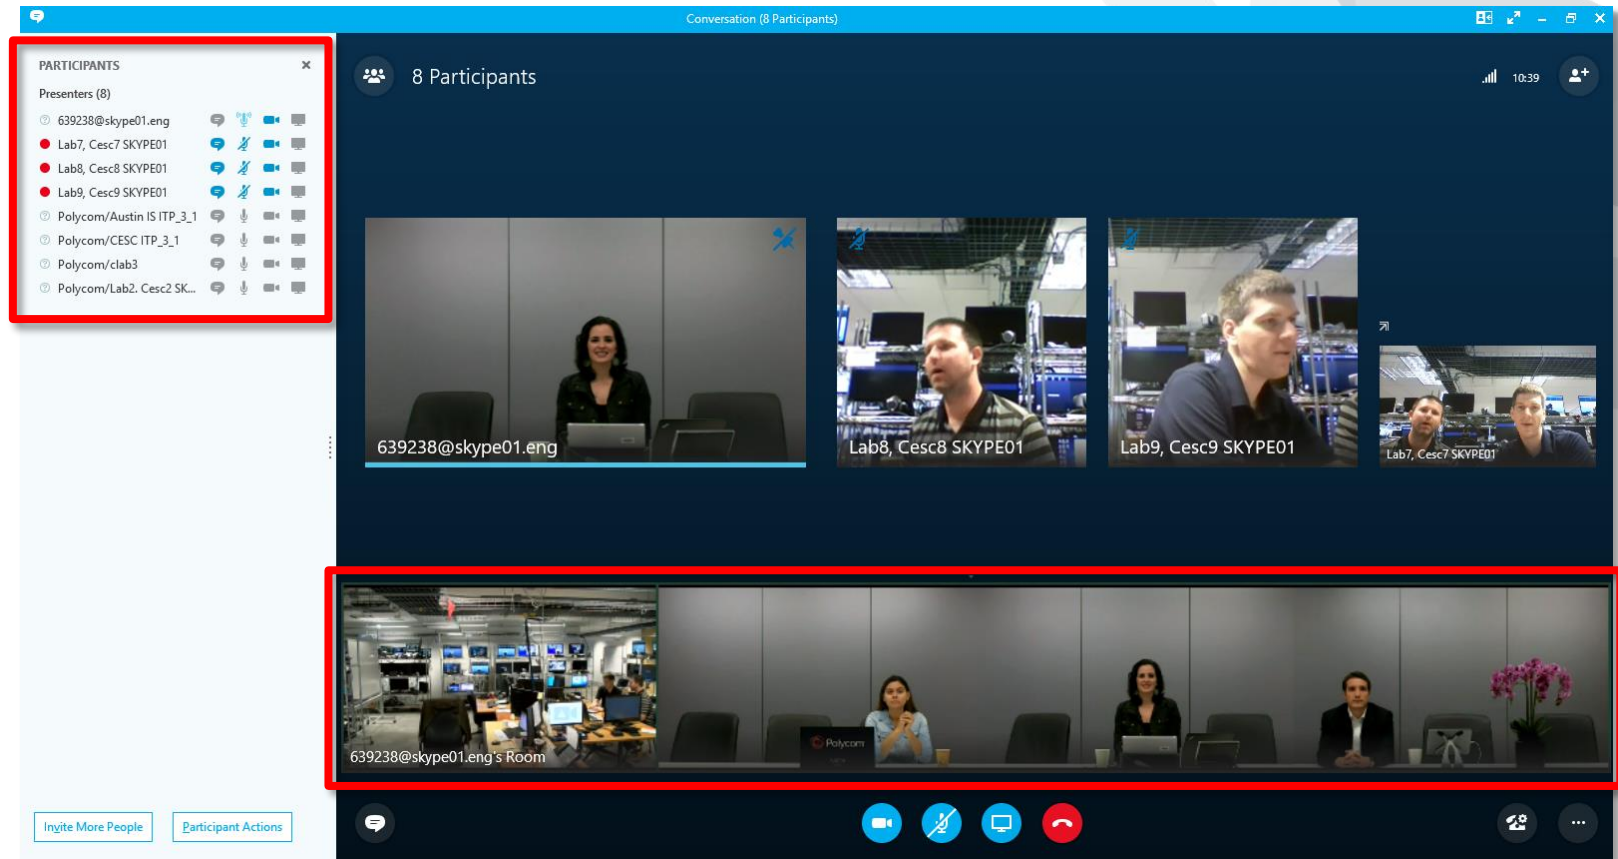 Conversation (8 Participants)
PARTICIPANTS
Presenters (8)
639238@skype01.eng
Lab7, Cesc7 SKYPE01
Lab8, Cesc8 SKYPE01
Lab9, Cesc9 SKYPE01
Polycom/Austin IS ITP_3_1
Polycom/CESC ITP_3_1
Polycom/clab3
Polycom/Lab2. Cesc2 SK...
8 Participants
10:39
639238@skype01.eng
Lab8, Cesc8 SKYPE01
Lab9, Cesc9 SKYPE01
Lab7, Cesc7 SKYPE01
Polycom
639238@skype01.eng's Room
Invite More People
Participant Actions